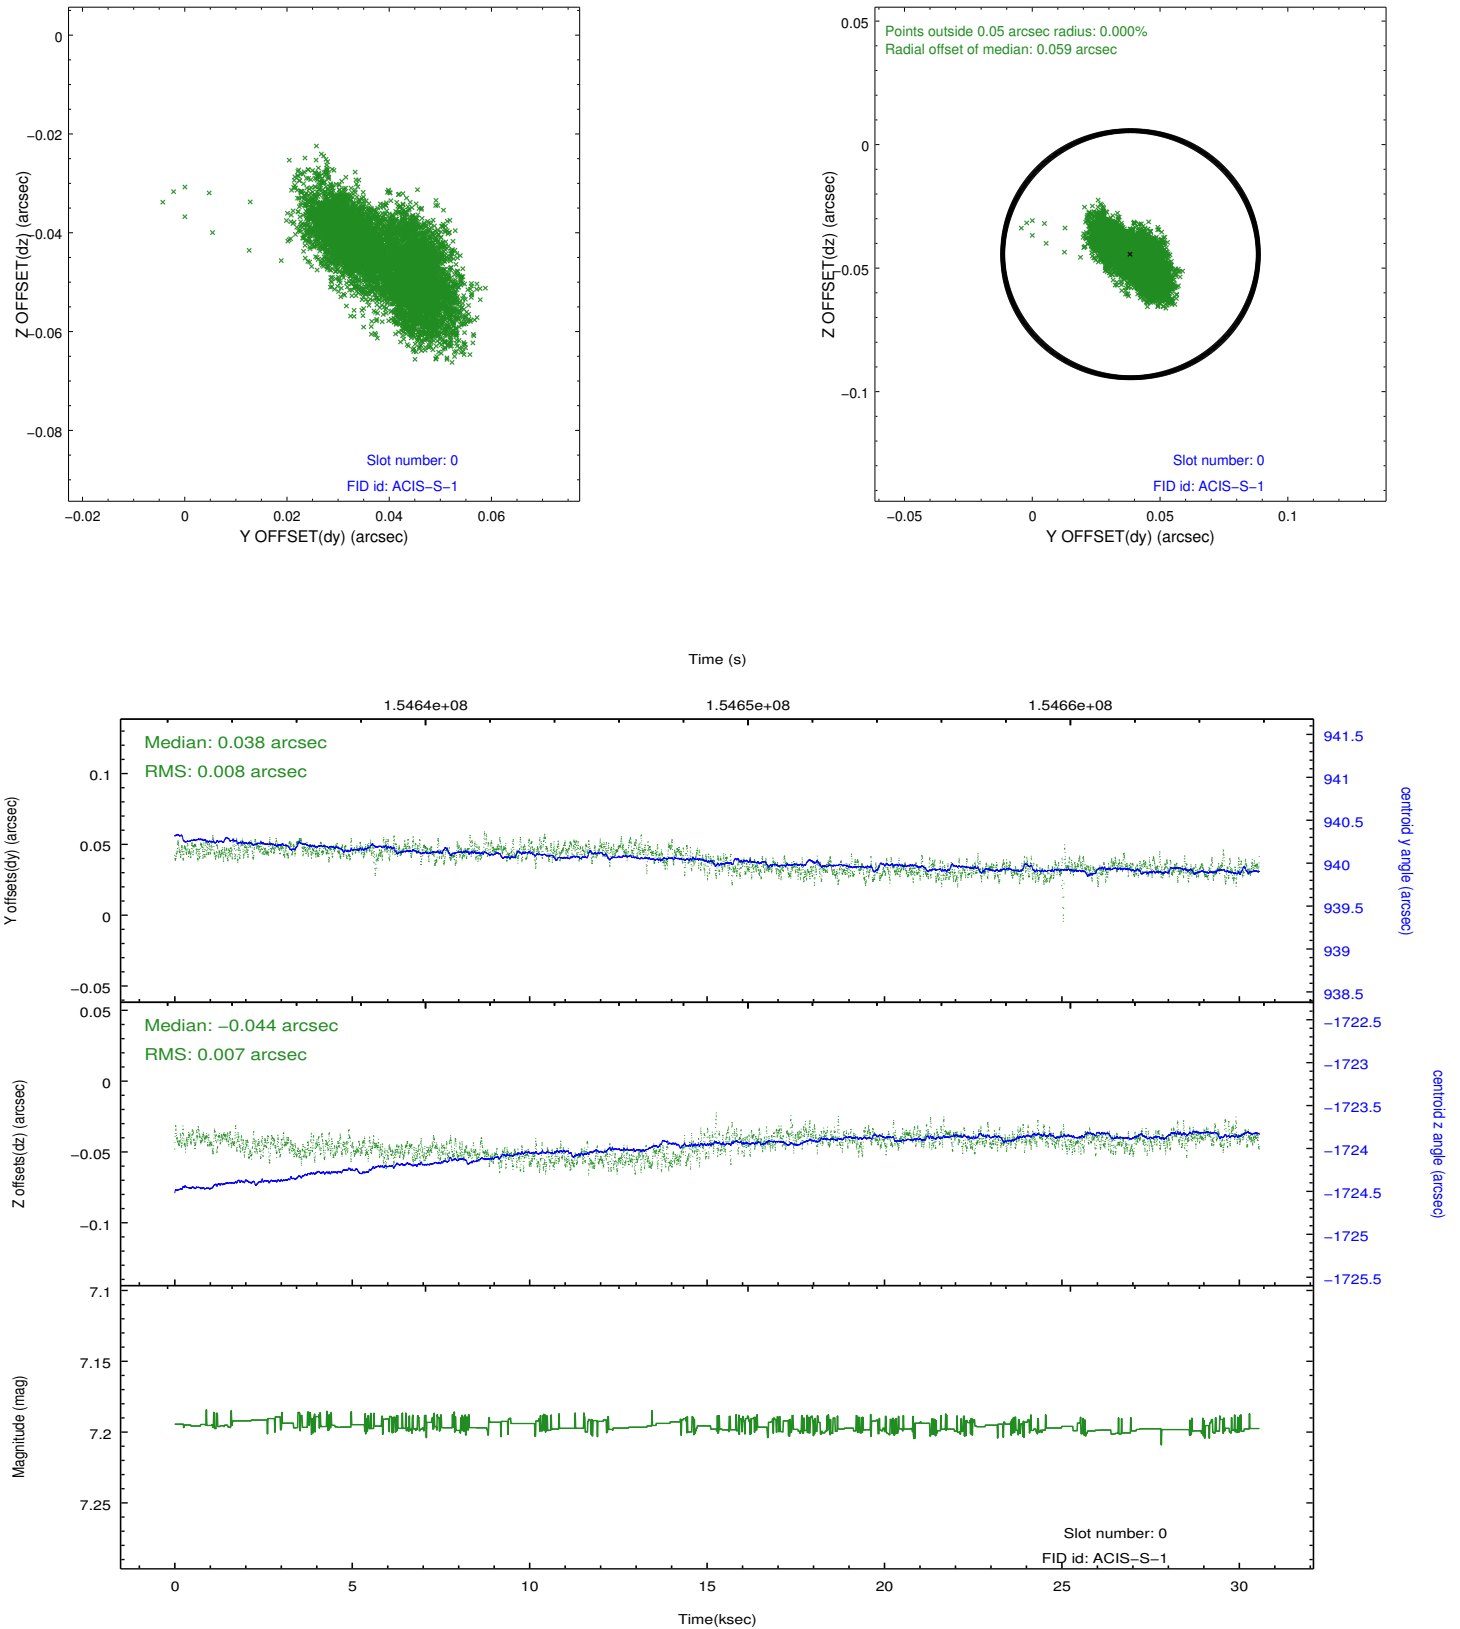 0
−0.02
−0.04
−0.06
−0.08
Z OFFSET(dz) (arcsec)
Slot number: 0
FID id: ACIS−S−1
−0.02
0
0.02
0.04
0.06
Y OFFSET(dy) (arcsec)
Points outside 0.05 arcsec radius: 0.000%
Radial offset of median: 0.059 arcsec
0.05
0
−0.05
−0.1
Z OFFSET(dz) (arcsec)
Slot number: 0
FID id: ACIS−S−1
−0.05
0
0.05
0.1
Y OFFSET(dy) (arcsec)
Time (s)
1.5464e+08
1.5465e+08
1.5466e+08
Median: 0.038 arcsec
RMS: 0.008 arcsec
0.1
0.05
0
−0.05
Y offsets(dy) (arcsec)
941.5
941
940.5
940
939.5
939
938.5
centroid y angle (arcsec)
Median: −0.044 arcsec
RMS: 0.007 arcsec
0.05
0
−0.05
−0.1
Z offsets(dz) (arcsec)
−1722.5
−1723
−1723.5
−1724
−1724.5
−1725
−1725.5
centroid z angle (arcsec)
7.1
7.15
7.2
7.25
Magnitude (mag)
Slot number: 0
FID id: ACIS−S−1
0
5
10
15
20
25
30
Time(ksec)